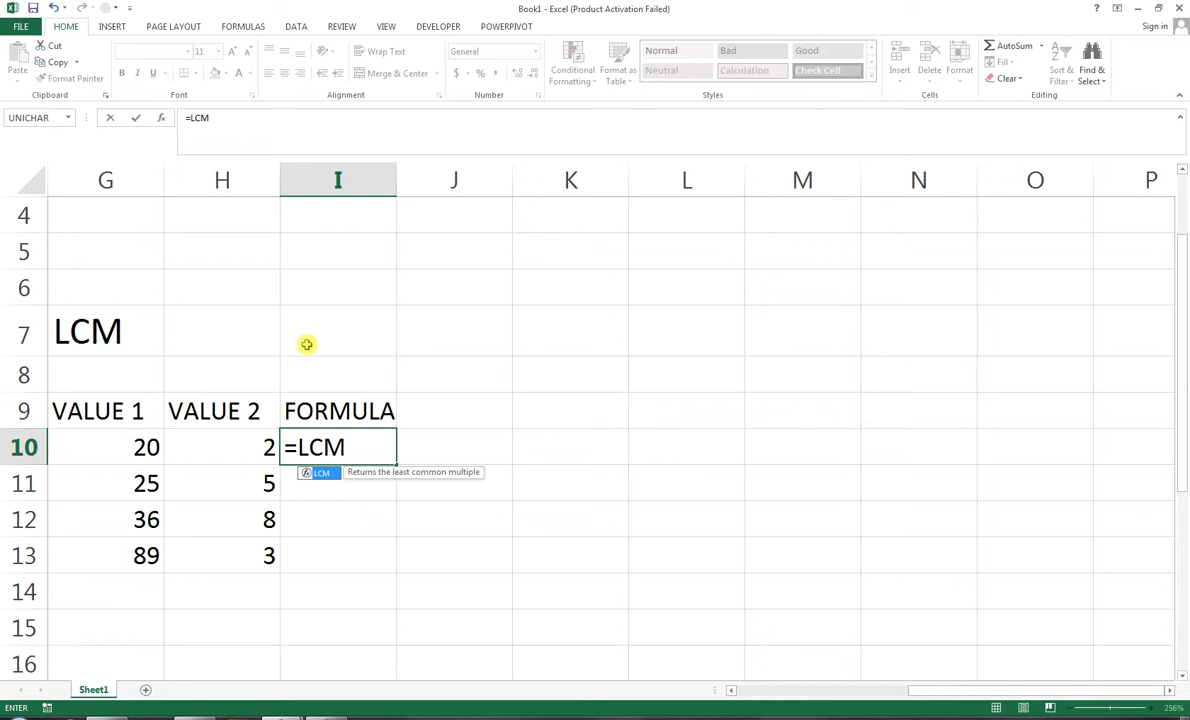 Book1 - Excel (Product Activation Failed)
FILE HOME INSERT PAGE LAYOUT FORMULAS DATA REVIEW VIEW DEVELOPER POWERPIVOT Sign in
Paste
Cut
Copy
Format Painter
Clipboard
11 A A
B I U A
Font
Wrap Text
Merge & Center
Alignment
General
$ % ,
Number
Conditional Formatting
Format as Table
Normal Bad Good
Neutral Calculation Check Cell
Styles
Insert Delete Format
Cells
AutoSum
Fill
Clear
Sort & Filter
Find & Select
Editing
UNICHAR fx =LCM
G H I J K L M N O P
4
5
6
7 LCM
8
9 VALUE 1 VALUE 2 FORMULA
10 20 2 =LCM
LCM Returns the least common multiple
11 25 5
12 36 8
13 89 3
14
15
16
Sheet1
ENTER 256%